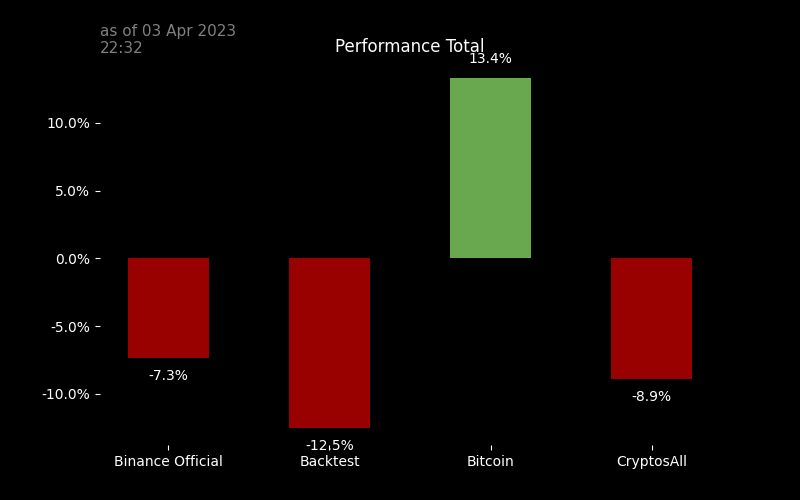 as of 03 Apr 2023
22:32
Performance Total
13.4%
10.0%
5.0%
0.0%
-5.0%
-10.0%
-7.3%
-12.5%
-8.9%
Binance Official
Backtest
Bitcoin
CryptosAll